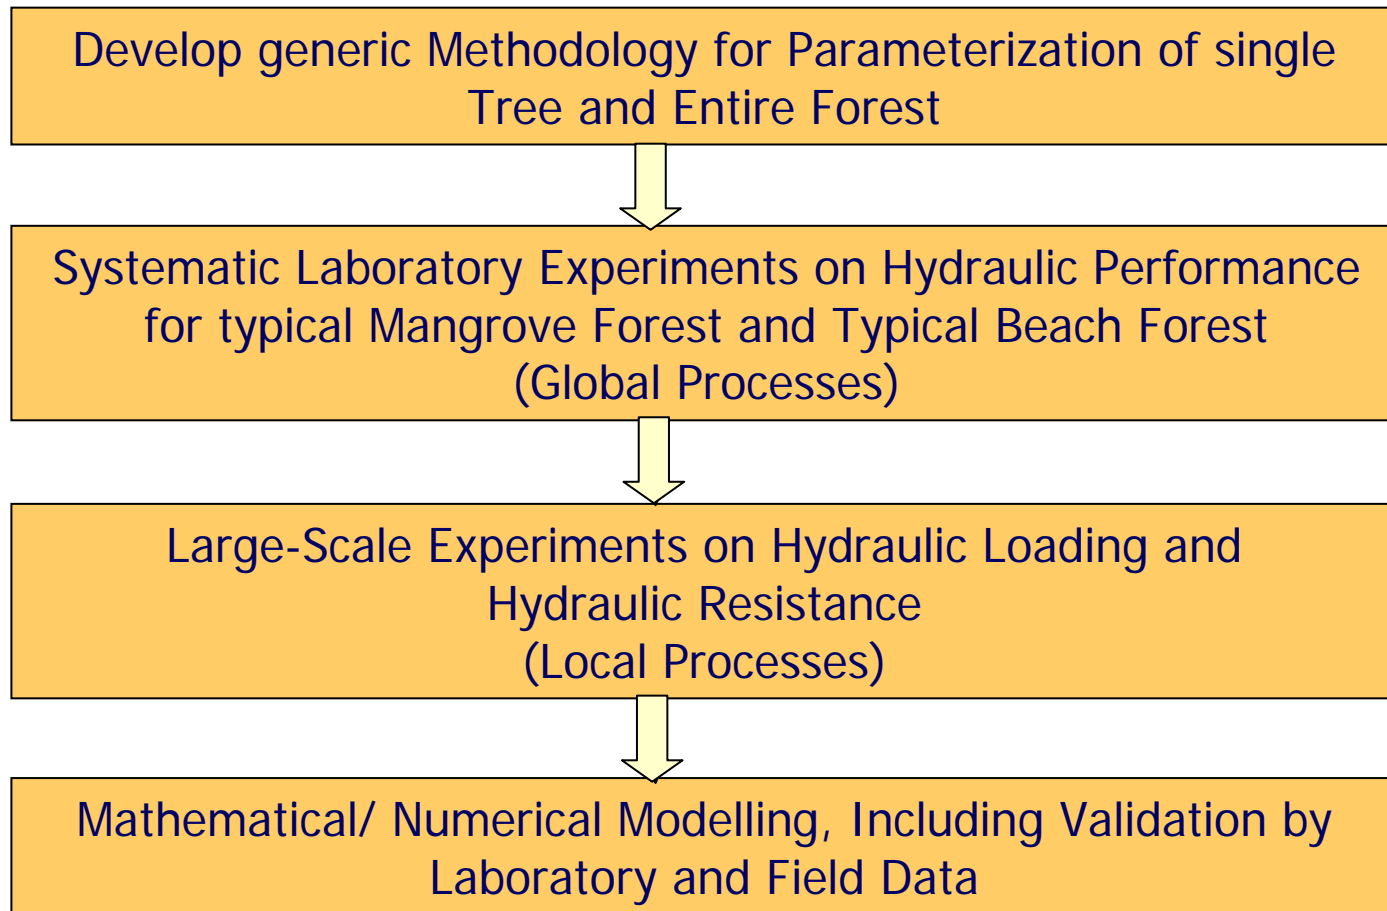 Develop generic Methodology for Parameterization of single
Tree and Entire Forest
Systematic Laboratory Experiments on Hydraulic Performance
for typical Mangrove Forest and Typical Beach Forest
(Global Processes)
Large-Scale Experiments on Hydraulic Loading and
Hydraulic Resistance
(Local Processes)
Mathematical/ Numerical Modelling, Including Validation by
Laboratory and Field Data